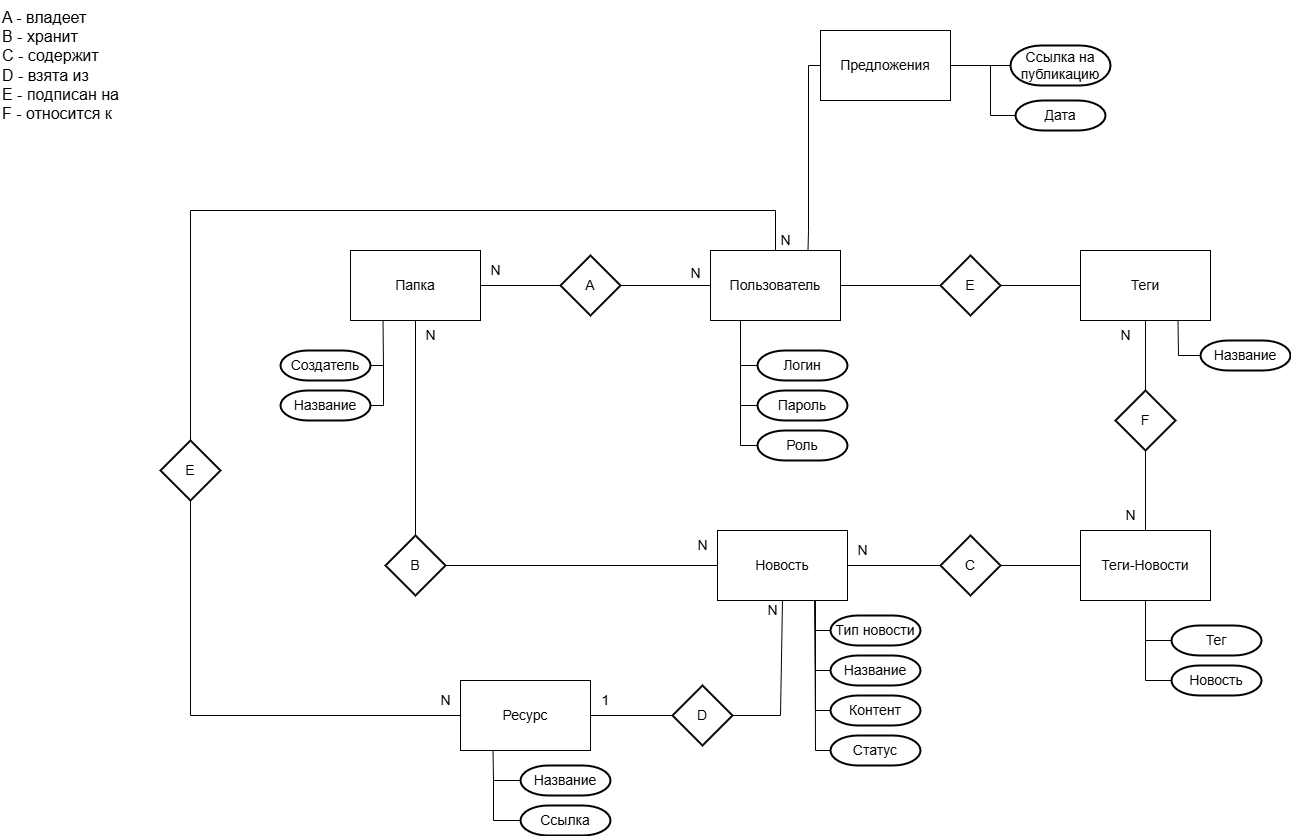 A - владеет
B - хранит
C - содержит
D - взята из
E - подписан на
F - относится к
Предложения
Ссылка на
публикацию
Дата
N
Папка
N
A
N
Пользователь
E
Теги
N
N
Создатель
Название
Логин
Пароль
Роль
Название
F
E
N
N
N
B
Новость
C
Теги-Новости
N
Тип новости
Название
Контент
Статус
Тег
Новость
N
Ресурс
1
D
Название
Ссылка